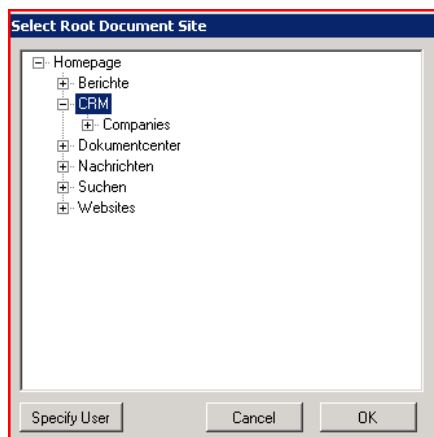 Select Root Document Site
Homepage
Berichte
CRM
Companies
Dokumentcenter
Nachrichten
Suchen
Websites
Specify User
Cancel
OK